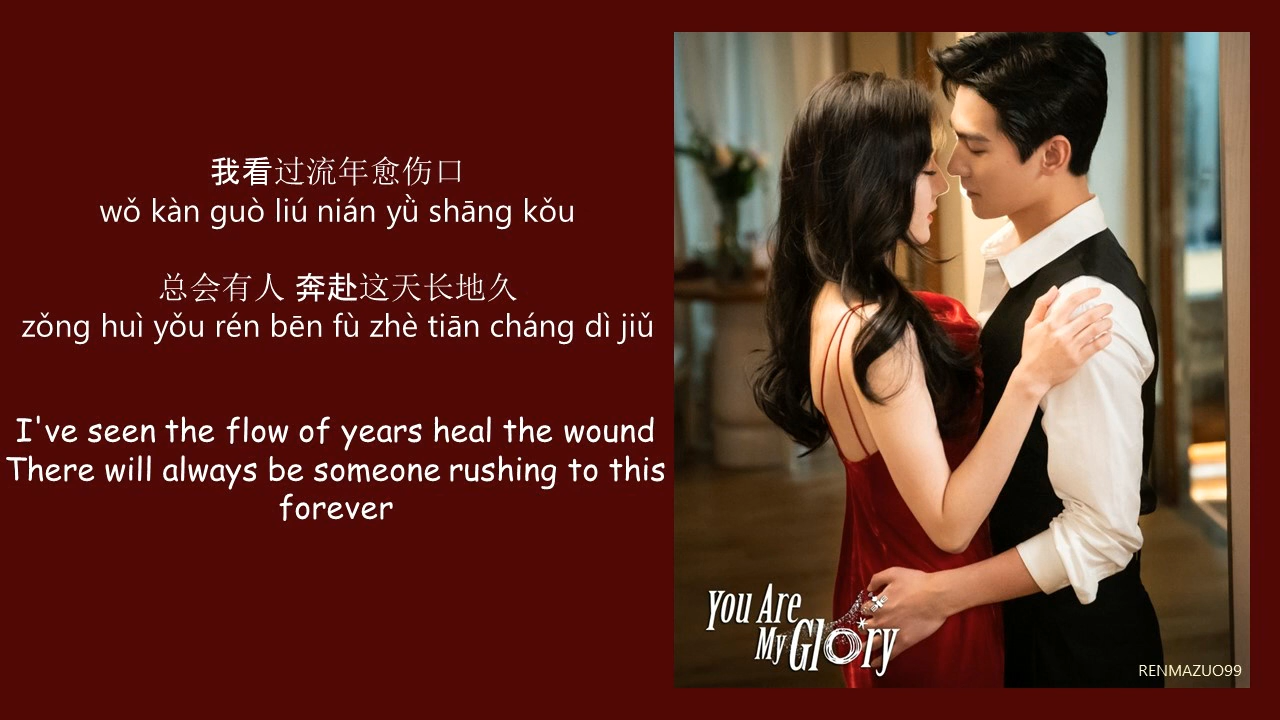 我看过流年愈伤口
wǒ kàn guò liú nián yǜ shāng kǒu
总会有人 奔赴这天长地久
zǒng huì yǒu rén bēn fù zhè tiān cháng dì jiǔ
I've seen the flow of years heal the wound
There will always be someone rushing to this
forever
You Are
My Glory
RENMAZUO99